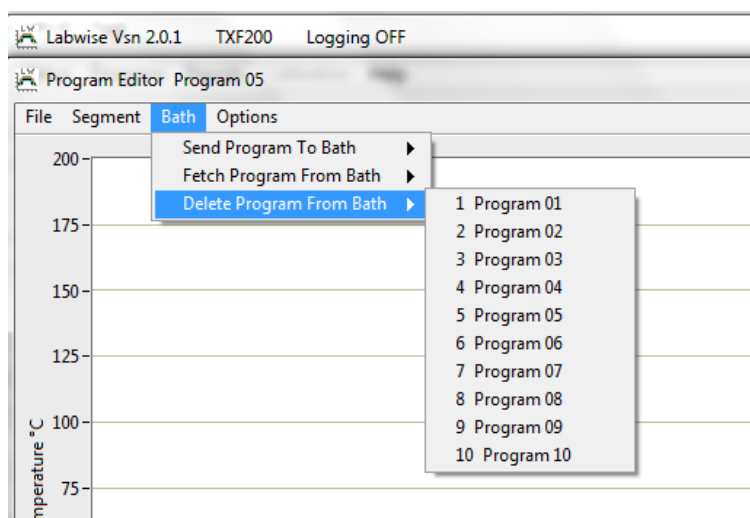 Labwise Vsn 2.0.1 TXF200 Logging OFF
Program Editor Program 05
File Segment Bath Options
Send Program To Bath
Fetch Program From Bath
Delete Program From Bath
1 Program 01
2 Program 02
3 Program 03
4 Program 04
5 Program 05
6 Program 06
7 Program 07
8 Program 08
9 Program 09
10 Program 10
200
175
150
125
100
75
mperature °C